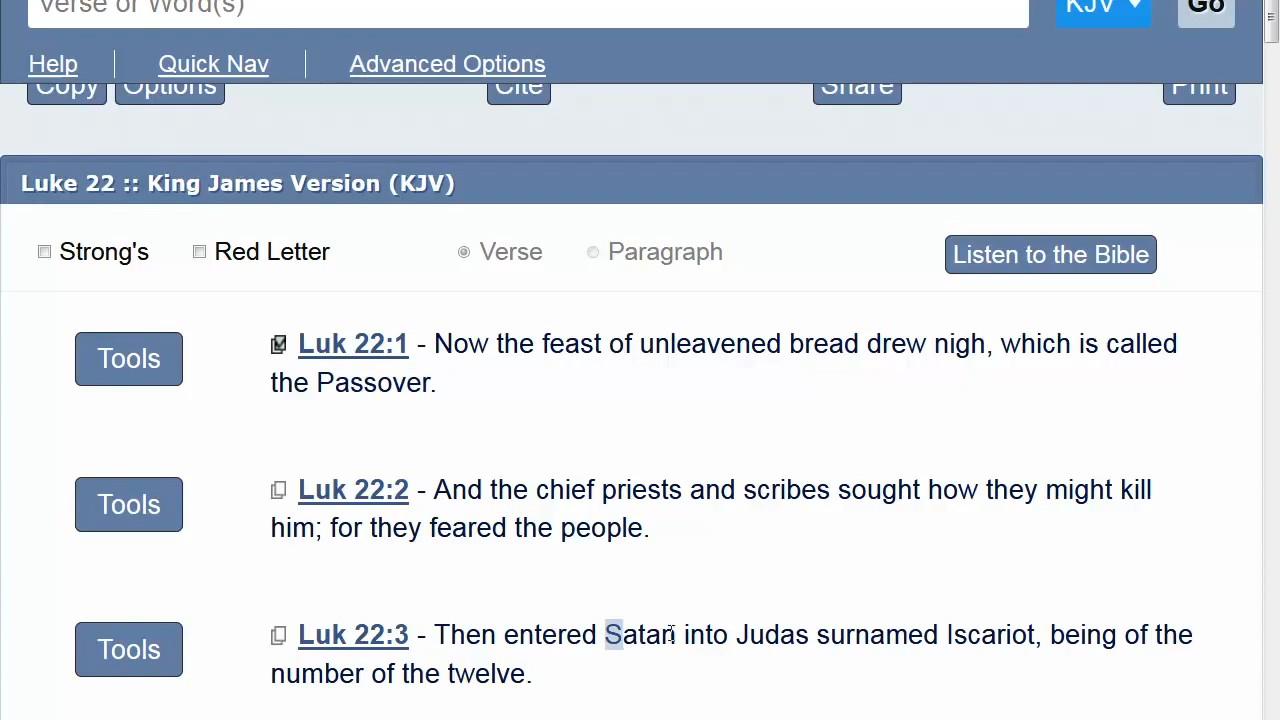 Verse or Word(s)
KJV
Go
Help
Quick Nav
Advanced Options
Copy
Options
Cite
Share
Print
Luke 22 :: King James Version (KJV)
Strong's
Red Letter
Verse
Paragraph
Listen to the Bible
Tools
Luk 22:1 - Now the feast of unleavened bread drew nigh, which is called
the Passover.
Tools
Luk 22:2 - And the chief priests and scribes sought how they might kill
him; for they feared the people.
Tools
Luk 22:3 - Then entered Satan into Judas surnamed Iscariot, being of the
number of the twelve.